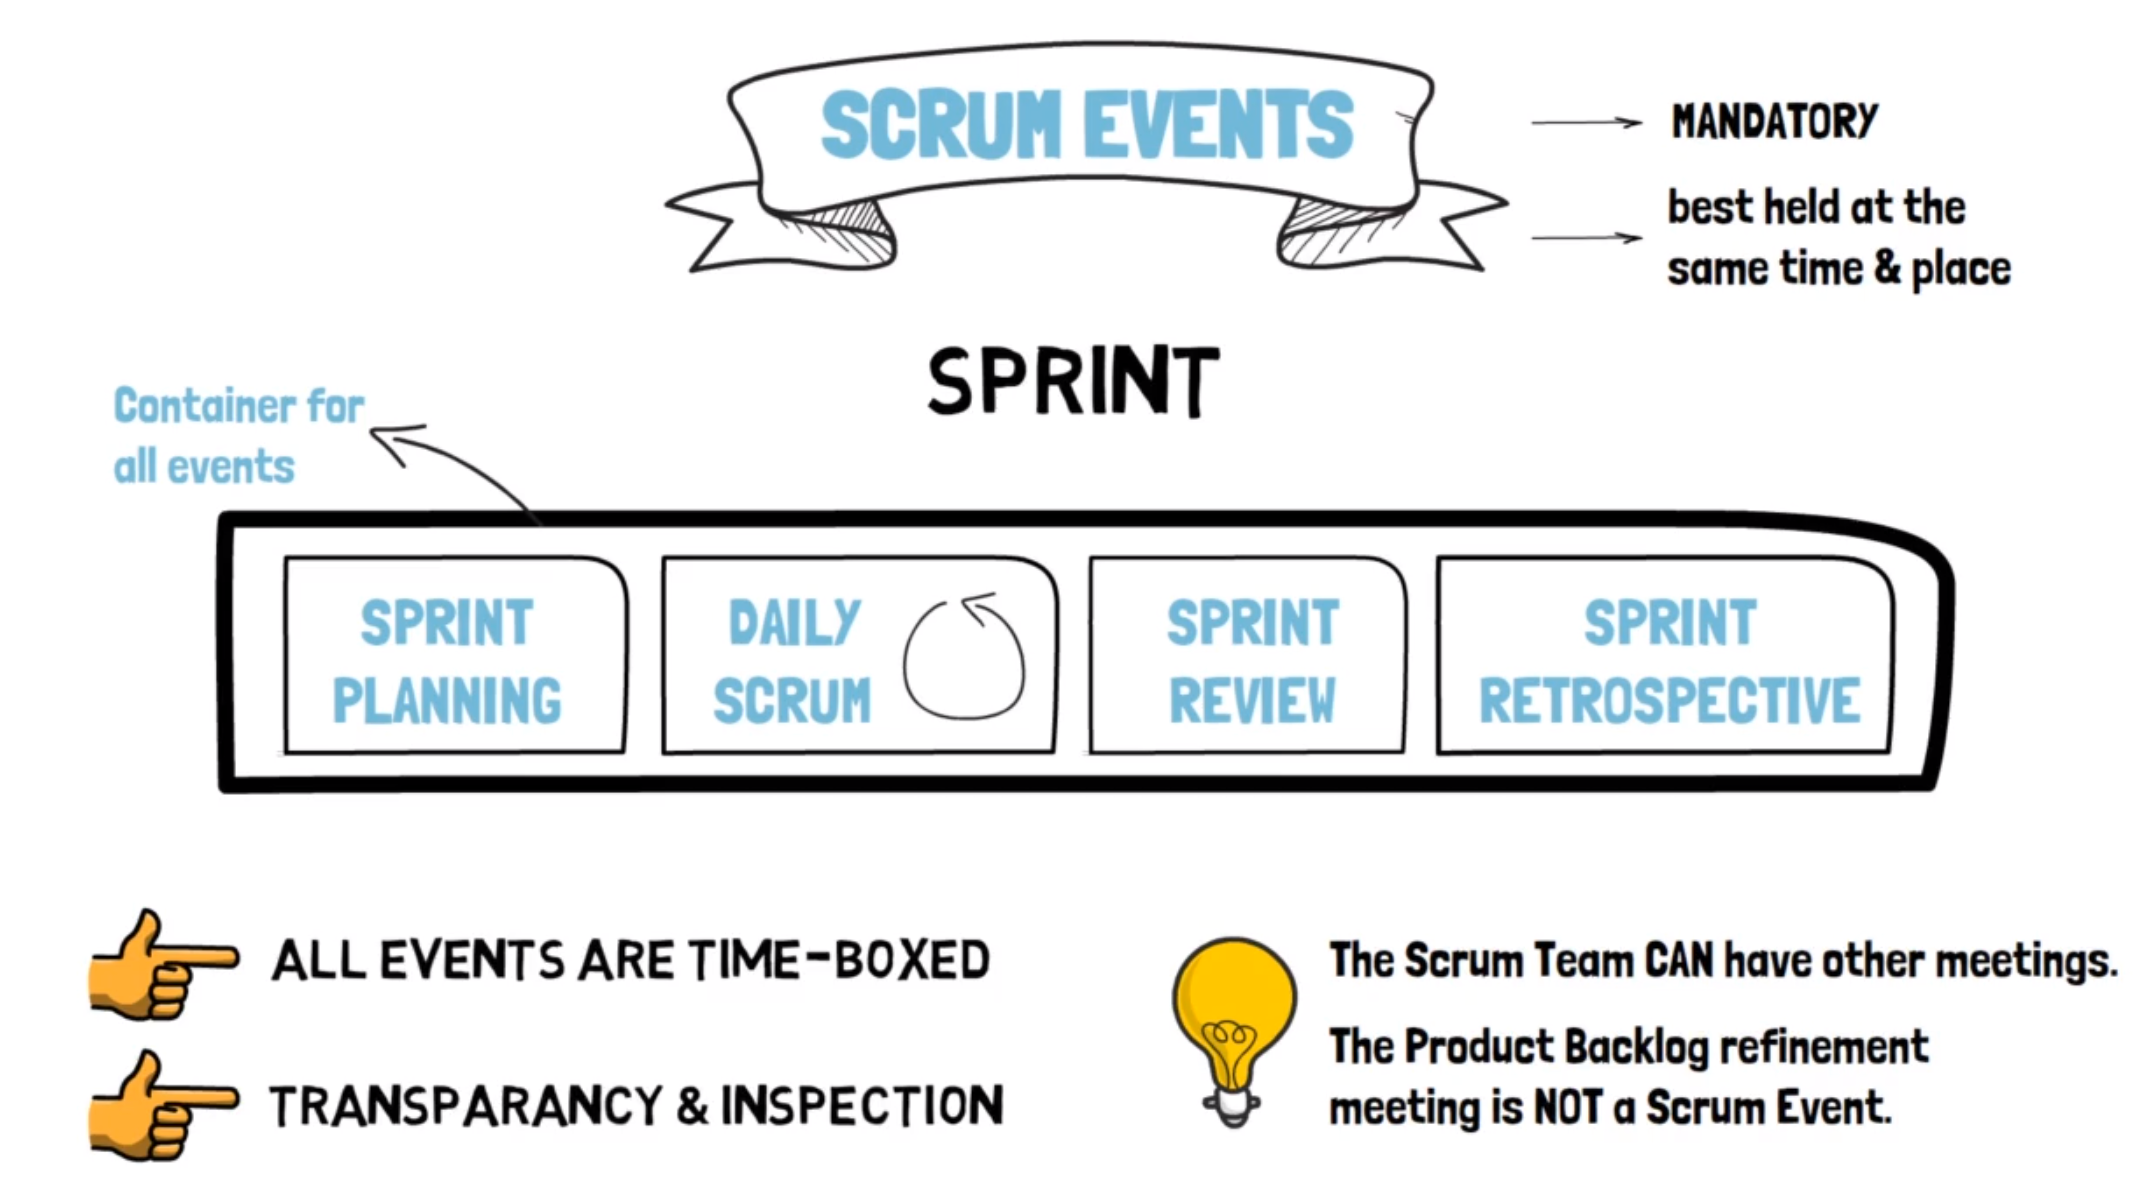 SCRUM EVENTS
MANDATORY
best held at the
same time & place
SPRINT
Container for
all events
SPRINT
PLANNING
DAILY
SCRUM
SPRINT
REVIEW
SPRINT
RETROSPECTIVE
ALL EVENTS ARE TIME-BOXED
TRANSPARANCY & INSPECTION
The Scrum Team CAN have other meetings.
The Product Backlog refinement
meeting is NOT a Scrum Event.